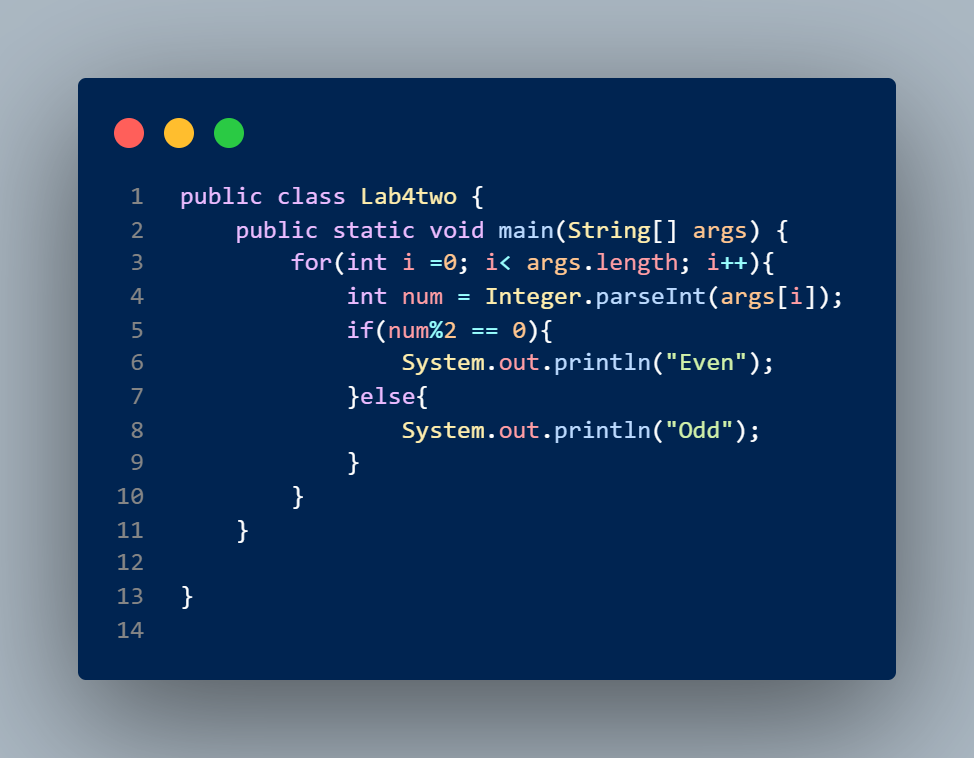 1 public class Lab4two {
2     public static void main(String[] args) {
3         for(int i =0; i< args.length; i++){
4             int num = Integer.parseInt(args[i]);
5             if(num%2 == 0){
6                 System.out.println("Even");
7             }else{
8                 System.out.println("Odd");
9             }
10         }
11     }
12
13 }
14